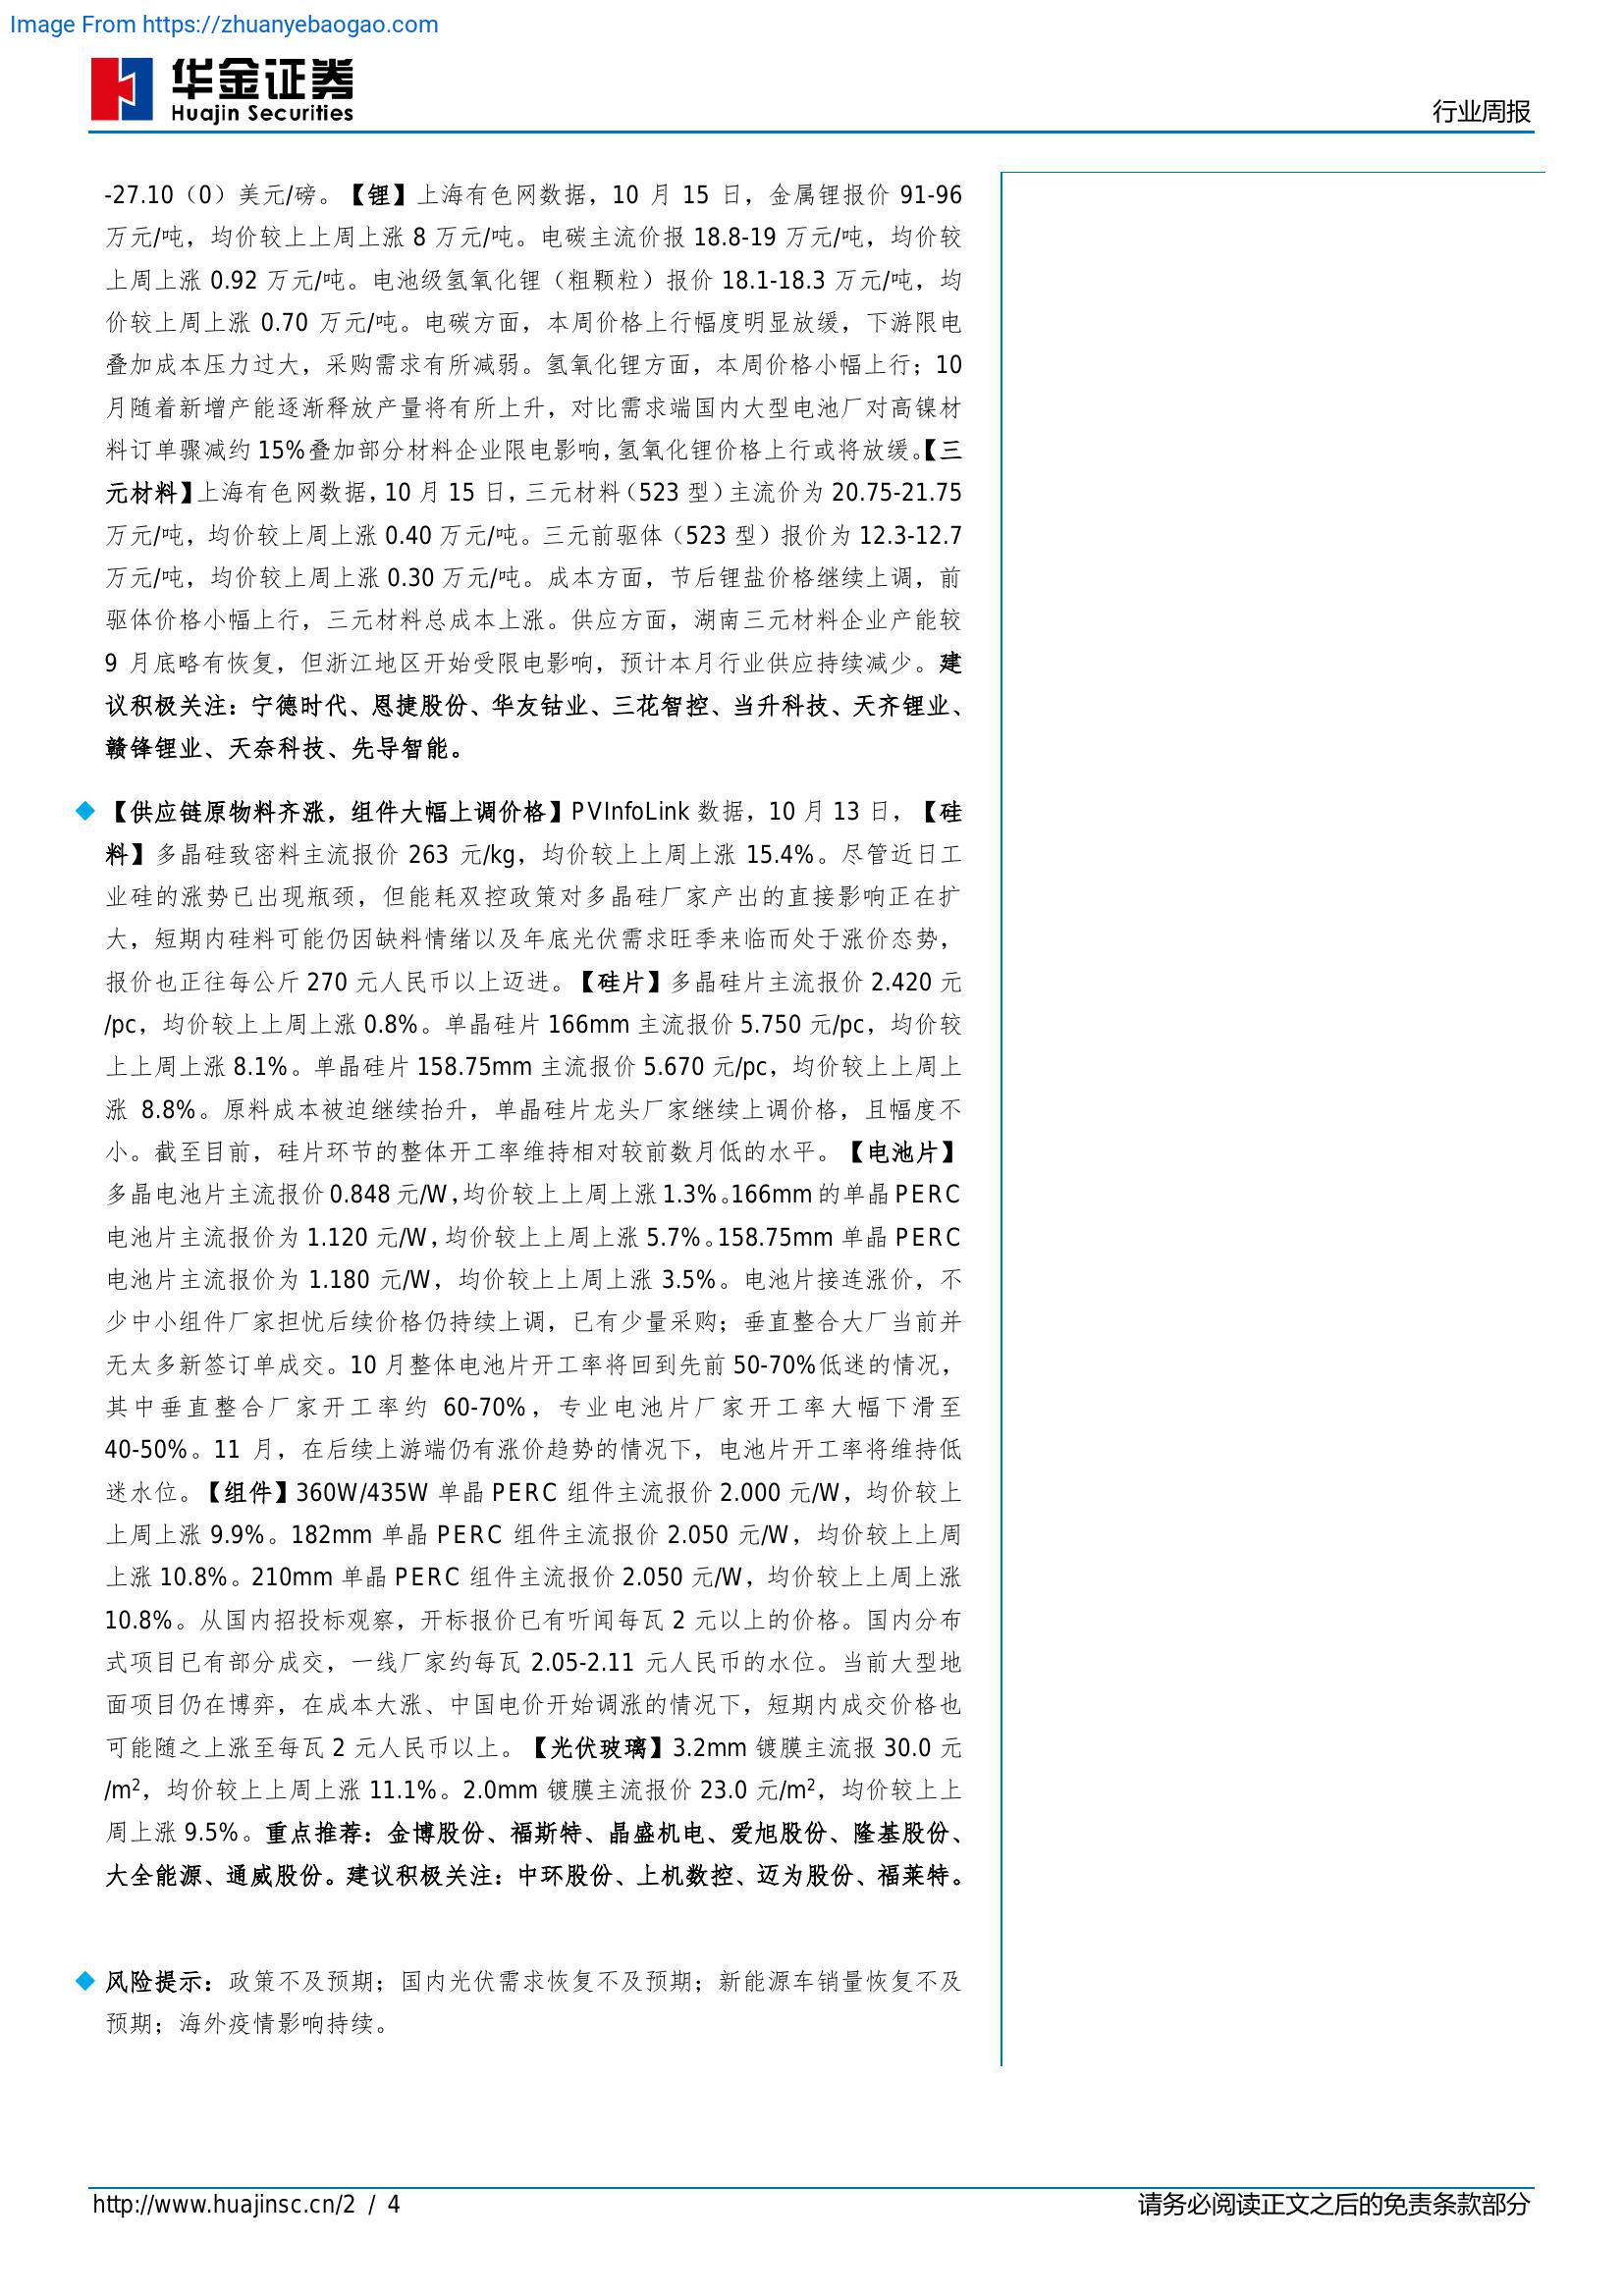 Image From https://zhuanyebaogao.com
华金证券
Huajin Securities
行业周报
-27.10（0）美元/磅。【锂】上海有色网数据，10 月 15 日，金属锂报价 91-96
万元/吨，均价较上上周上涨 8 万元/吨。电碳主流价报 18.8-19 万元/吨，均价较
上周上涨 0.92 万元/吨。电池级氢氧化锂（粗颗粒）报价 18.1-18.3 万元/吨，均
价较上周上涨 0.70 万元/吨。电碳方面，本周价格上行幅度明显放缓，下游限电
叠加成本压力过大，采购需求有所减弱。氢氧化锂方面，本周价格小幅上行；10
月随着新增产能逐渐释放产量将有所上升，对比需求端国内大型电池厂对高镍材
料订单骤减约 15%叠加部分材料企业限电影响，氢氧化锂价格上行或将放缓。【三
元材料】上海有色网数据，10 月 15 日，三元材料（523 型）主流价为 20.75-21.75
万元/吨，均价较上周上涨 0.40 万元/吨。三元前驱体（523 型）报价为 12.3-12.7
万元/吨，均价较上周上涨 0.30 万元/吨。成本方面，节后锂盐价格继续上调，前
驱体价格小幅上行，三元材料总成本上涨。供应方面，湖南三元材料企业产能较
9 月底略有恢复，但浙江地区开始受限电影响，预计本月行业供应持续减少。建
议积极关注：宁德时代、恩捷股份、华友钴业、三花智控、当升科技、天齐锂业、
赣锋锂业、天奈科技、先导智能。
◆ 【供应链原物料齐涨，组件大幅上调价格】PVInfoLink 数据，10 月 13 日，【硅
料】多晶硅致密料主流报价 263 元/kg，均价较上上周上涨 15.4%。尽管近日工
业硅的涨势已出现瓶颈，但能耗双控政策对多晶硅厂家产出的直接影响正在扩
大，短期内硅料可能仍因缺料情绪以及年底光伏需求旺季来临而处于涨价态势，
报价也正往每公斤 270 元人民币以上迈进。【硅片】多晶硅片主流报价 2.420 元
/pc，均价较上上周上涨 0.8%。单晶硅片 166mm 主流报价 5.750 元/pc，均价较
上上周上涨 8.1%。单晶硅片 158.75mm 主流报价 5.670 元/pc，均价较上上周上
涨 8.8%。原料成本被迫继续抬升，单晶硅片龙头厂家继续上调价格，且幅度不
小。截至目前，硅片环节的整体开工率维持相对较前数月低的水平。【电池片】
多晶电池片主流报价 0.848 元/W，均价较上上周上涨 1.3%。166mm 的单晶 PERC
电池片主流报价为 1.120 元/W，均价较上上周上涨 5.7%。158.75mm 单晶 PERC
电池片主流报价为 1.180 元/W，均价较上上周上涨 3.5%。电池片接连涨价，不
少中小组件厂家担忧后续价格仍持续上调，已有少量采购；垂直整合大厂当前并
无太多新签订单成交。10 月整体电池片开工率将回到先前 50-70%低迷的情况，
其中垂直整合厂家开工率约 60-70%，专业电池片厂家开工率大幅下滑至
40-50%。11 月，在后续上游端仍有涨价趋势的情况下，电池片开工率将维持低
迷水位。【组件】360W/435W 单晶 PERC 组件主流报价 2.000 元/W，均价较上
上周上涨 9.9%。182mm 单晶 PERC 组件主流报价 2.050 元/W，均价较上上周
上涨 10.8%。210mm 单晶 PERC 组件主流报价 2.050 元/W，均价较上上周上涨
10.8%。从国内招投标观察，开标报价已有听闻每瓦 2 元以上的价格。国内分布
式项目已有部分成交，一线厂家约每瓦 2.05-2.11 元人民币的水位。当前大型地
面项目仍在博弈，在成本大涨、中国电价开始调涨的情况下，短期内成交价格也
可能随之上涨至每瓦 2 元人民币以上。【光伏玻璃】3.2mm 镀膜主流报 30.0 元
/m²，均价较上上周上涨 11.1%。2.0mm 镀膜主流报价 23.0 元/m²，均价较上上
周上涨 9.5%。重点推荐：金博股份、福斯特、晶盛机电、爱旭股份、隆基股份、
大全能源、通威股份。建议积极关注：中环股份、上机数控、迈为股份、福莱特。
◆ 风险提示：政策不及预期；国内光伏需求恢复不及预期；新能源车销量恢复不及
预期；海外疫情影响持续。
http://www.huajinsc.cn/2 / 4
请务必阅读正文之后的免责条款部分